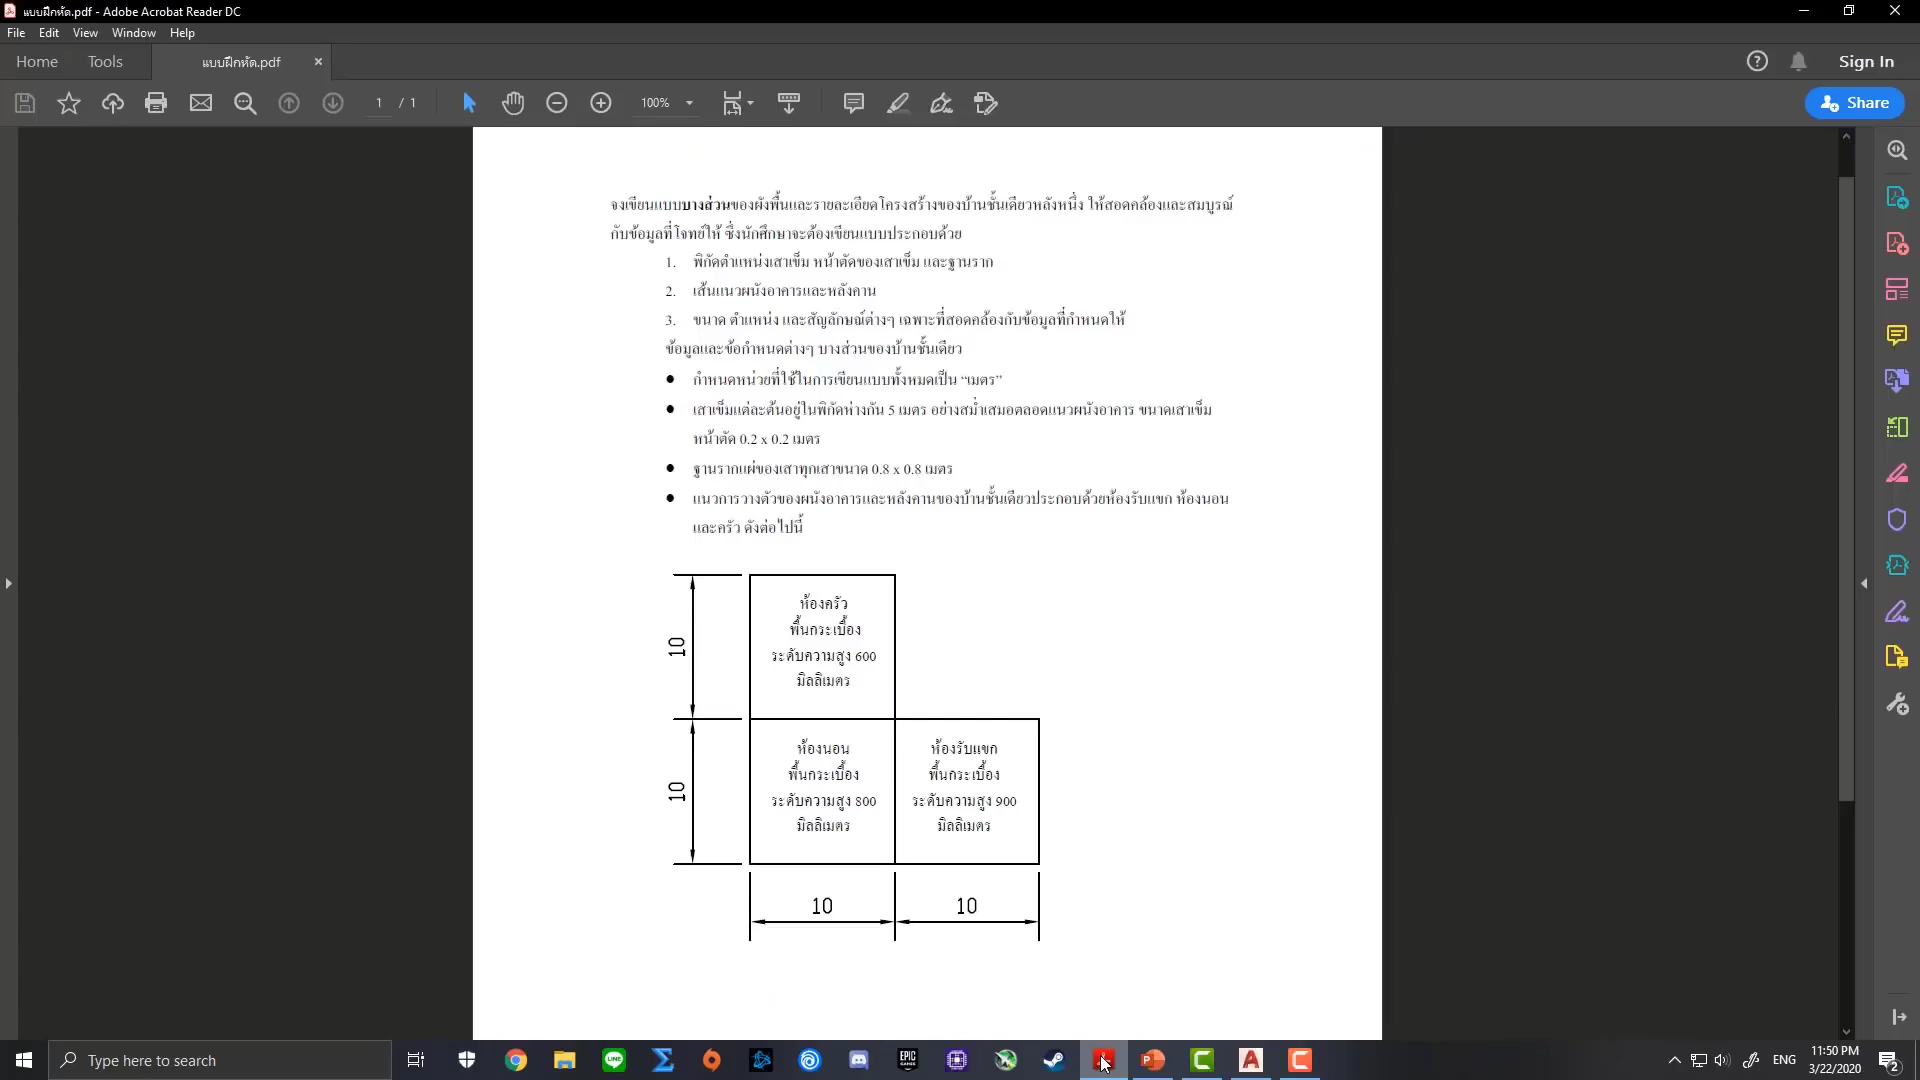 แบบฝึกหัด.pdf - Adobe Acrobat Reader DC
File Edit View Window Help
Home Tools แบบฝึกหัด.pdf × Sign In
1 / 1 100% Share
จงเขียนแบบบางส่วนของผังพื้นและรายละเอียดโครงสร้างของบ้านชั้นเดียวหลังหนึ่ง ให้สอดคล้องและสมบูรณ์
กับข้อมูลที่โจทย์ให้ ซึ่งนักศึกษาจะต้องเขียนแบบประกอบด้วย
1. พิกัดตำแหน่งเสาเข็ม หน้าตัดของเสาเข็ม และฐานราก
2. เส้นแนวผนังอาคารและหลังคาน
3. ขนาด ตำแหน่ง และสัญลักษณ์ต่างๆ เฉพาะที่สอดคล้องกับข้อมูลที่กำหนดให้
ข้อมูลและข้อกำหนดต่างๆ บางส่วนของบ้านชั้นเดียว
● กำหนดหน่วยที่ใช้ในการเขียนแบบทั้งหมดเป็น “เมตร”
● เสาเข็มแต่ละต้นอยู่ในพิกัดห่างกัน 5 เมตร อย่างสม่ำเสมอตลอดแนวผนังอาคาร ขนาดเสาเข็ม
หน้าตัด 0.2 x 0.2 เมตร
● ฐานรากแผ่ของเสาทุกเสาขนาด 0.8 x 0.8 เมตร
● แนวการวางตัวของผนังอาคารและหลังคานของบ้านชั้นเดียวประกอบด้วยห้องรับแขก ห้องนอน
และครัว ดังต่อไปนี้
10
ห้องครัว
พื้นกระเบื้อง
ระดับความสูง 600
มิลลิเมตร
10
ห้องนอน
พื้นกระเบื้อง
ระดับความสูง 800
มิลลิเมตร
ห้องรับแขก
พื้นกระเบื้อง
ระดับความสูง 900
มิลลิเมตร
10 10
Type here to search
LINE
EPIC GAMES
ENG
11:50 PM
3/22/2020
2